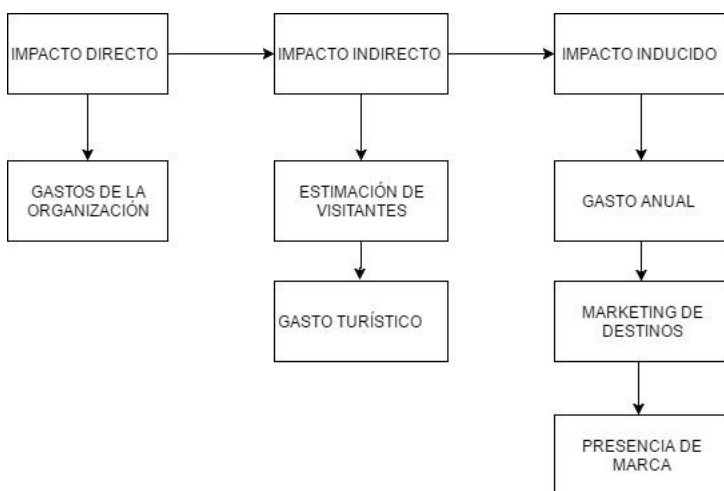 IMPACTO DIRECTO
IMPACTO INDIRECTO
IMPACTO INDUCIDO
GASTOS DE LA
ORGANIZACIÓN
ESTIMACIÓN DE
VISITANTES
GASTO ANUAL
GASTO TURÍSTICO
MARKETING DE
DESTINOS
PRESENCIA DE
MARCA